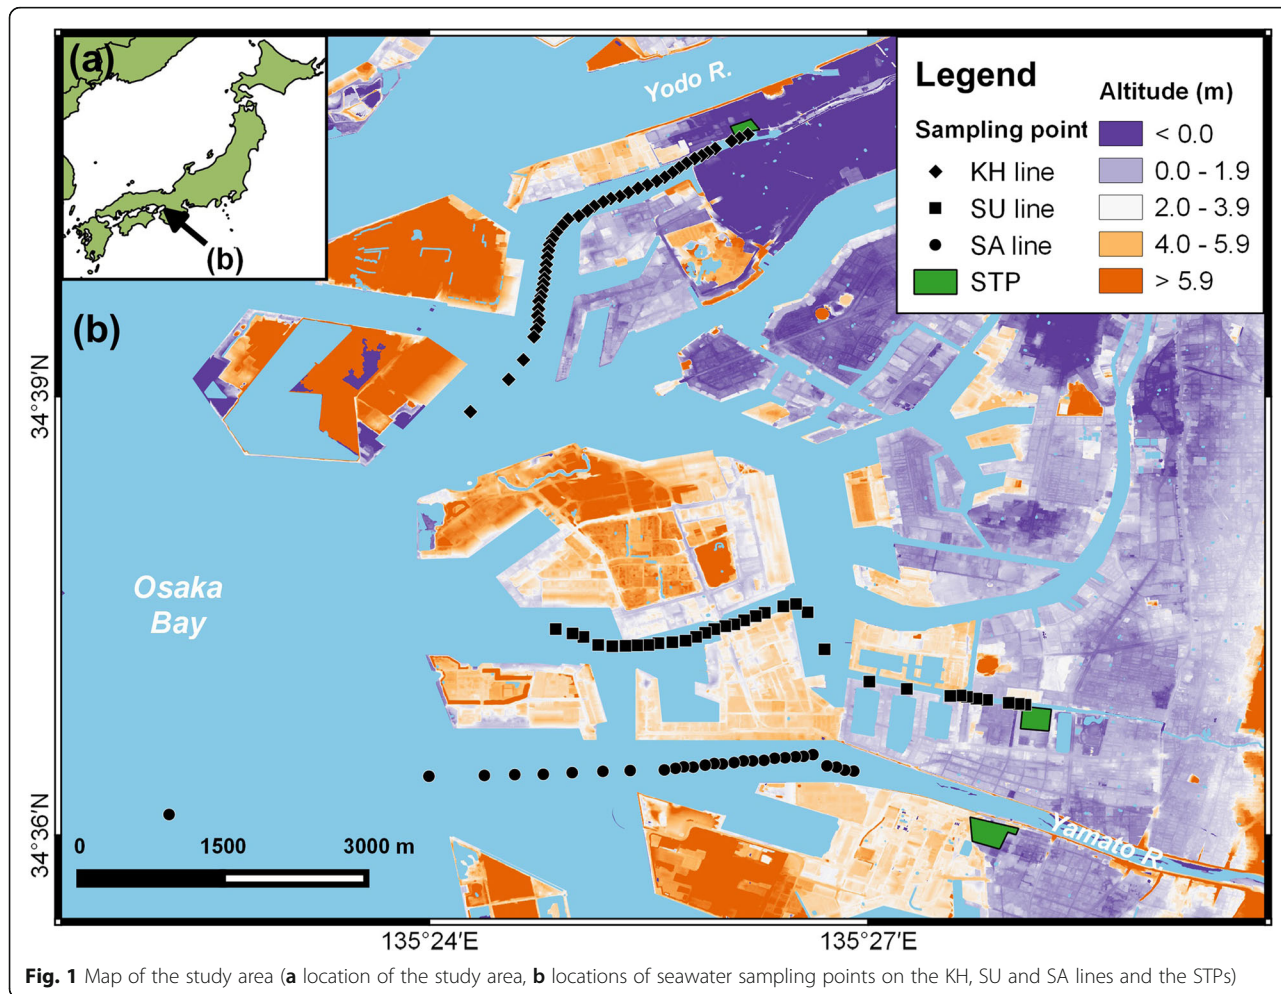 (a)
(b)
Yodo R.
Legend
Sampling point
KH line
SU line
SA line
STP
Altitude (m)
< 0.0
0.0 - 1.9
2.0 - 3.9
4.0 - 5.9
> 5.9
(b)
34°39′N
Osaka
Bay
34°36′N
Yamato R.
0 1500 3000 m
135°24′E
135°27′E
Fig. 1 Map of the study area (a location of the study area, b locations of seawater sampling points on the KH, SU and SA lines and the STPs)